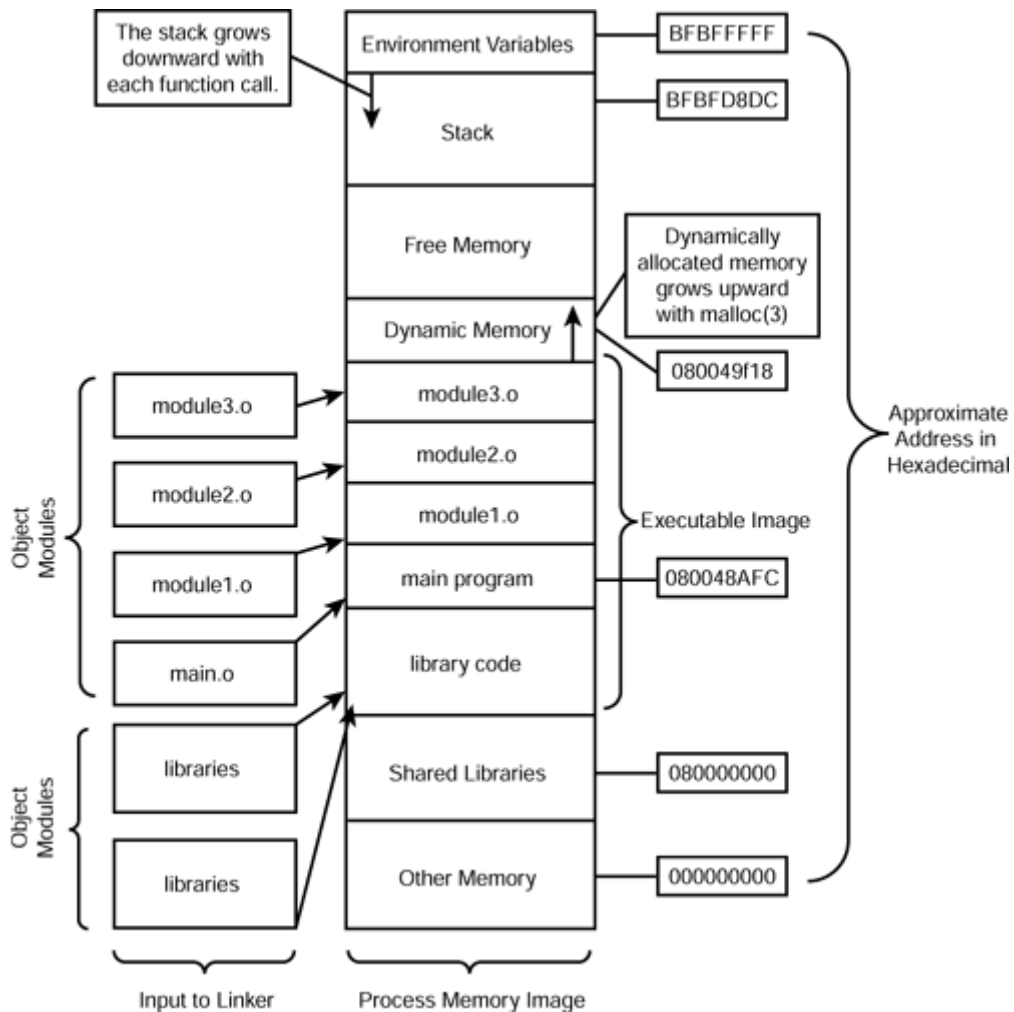 The stack grows
downward with
each function call.
Environment Variables
BFBFFFFF
BFBFD8DC
Stack
Free Memory
Dynamically
allocated memory
grows upward
with malloc(3)
Dynamic Memory
080049f18
module3.o
module3.o
module2.o
module2.o
Approximate
Address in
Hexadecimal
Object
Modules
module1.o
Executable Image
module1.o
main program
080048AFC
main.o
library code
Object
Modules
libraries
Shared Libraries
080000000
libraries
Other Memory
000000000
Input to Linker
Process Memory Image